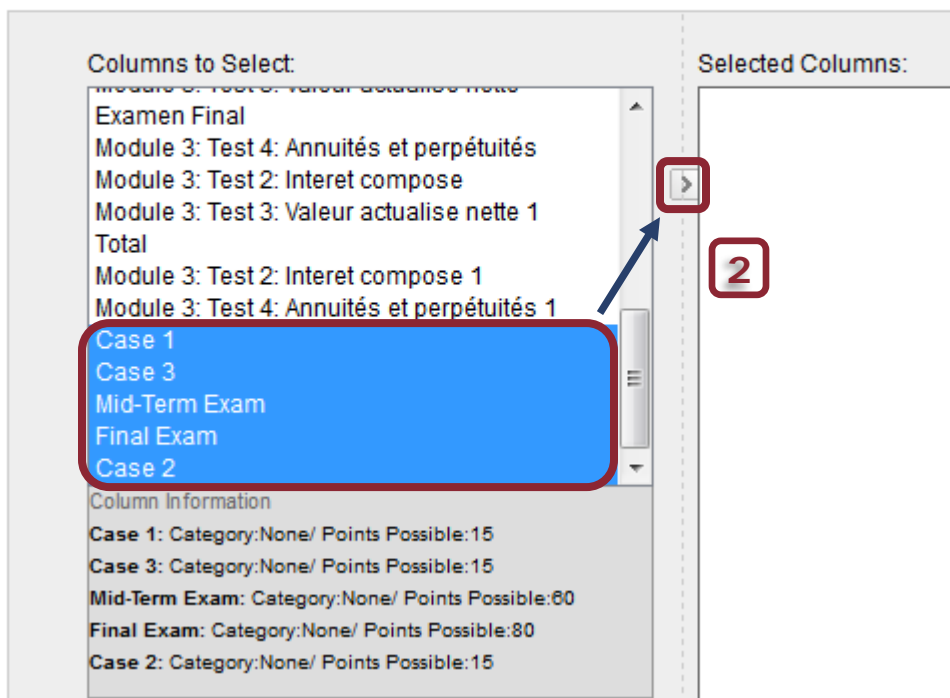 Columns to Select:
Selected Columns:
Examen Final
Module 3: Test 4: Annuités et perpétuités
Module 3: Test 2: Interet compose
Module 3: Test 3: Valeur actualise nette 1
Total
Module 3: Test 2: Interet compose 1
Module 3: Test 4: Annuités et perpétuités 1
Case 1
Case 3
Mid-Term Exam
Final Exam
Case 2
2
Column Information
Case 1: Category:None/ Points Possible:15
Case 3: Category:None/ Points Possible:15
Mid-Term Exam: Category:None/ Points Possible:60
Final Exam: Category:None/ Points Possible:80
Case 2: Category:None/ Points Possible:15